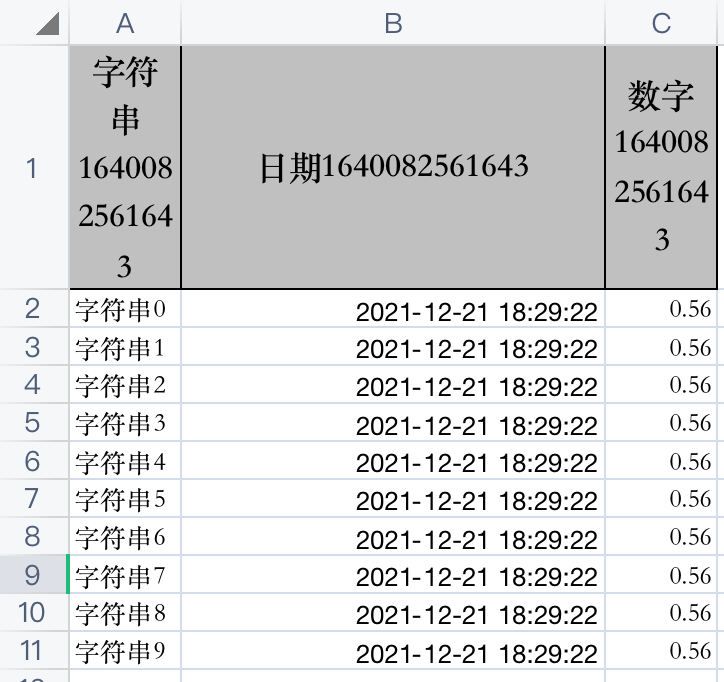 A B C
1 字符串1640082561643 日期1640082561643 数字1640082561643
2 字符串0 2021-12-21 18:29:22 0.56
3 字符串1 2021-12-21 18:29:22 0.56
4 字符串2 2021-12-21 18:29:22 0.56
5 字符串3 2021-12-21 18:29:22 0.56
6 字符串4 2021-12-21 18:29:22 0.56
7 字符串5 2021-12-21 18:29:22 0.56
8 字符串6 2021-12-21 18:29:22 0.56
9 字符串7 2021-12-21 18:29:22 0.56
10 字符串8 2021-12-21 18:29:22 0.56
11 字符串9 2021-12-21 18:29:22 0.56